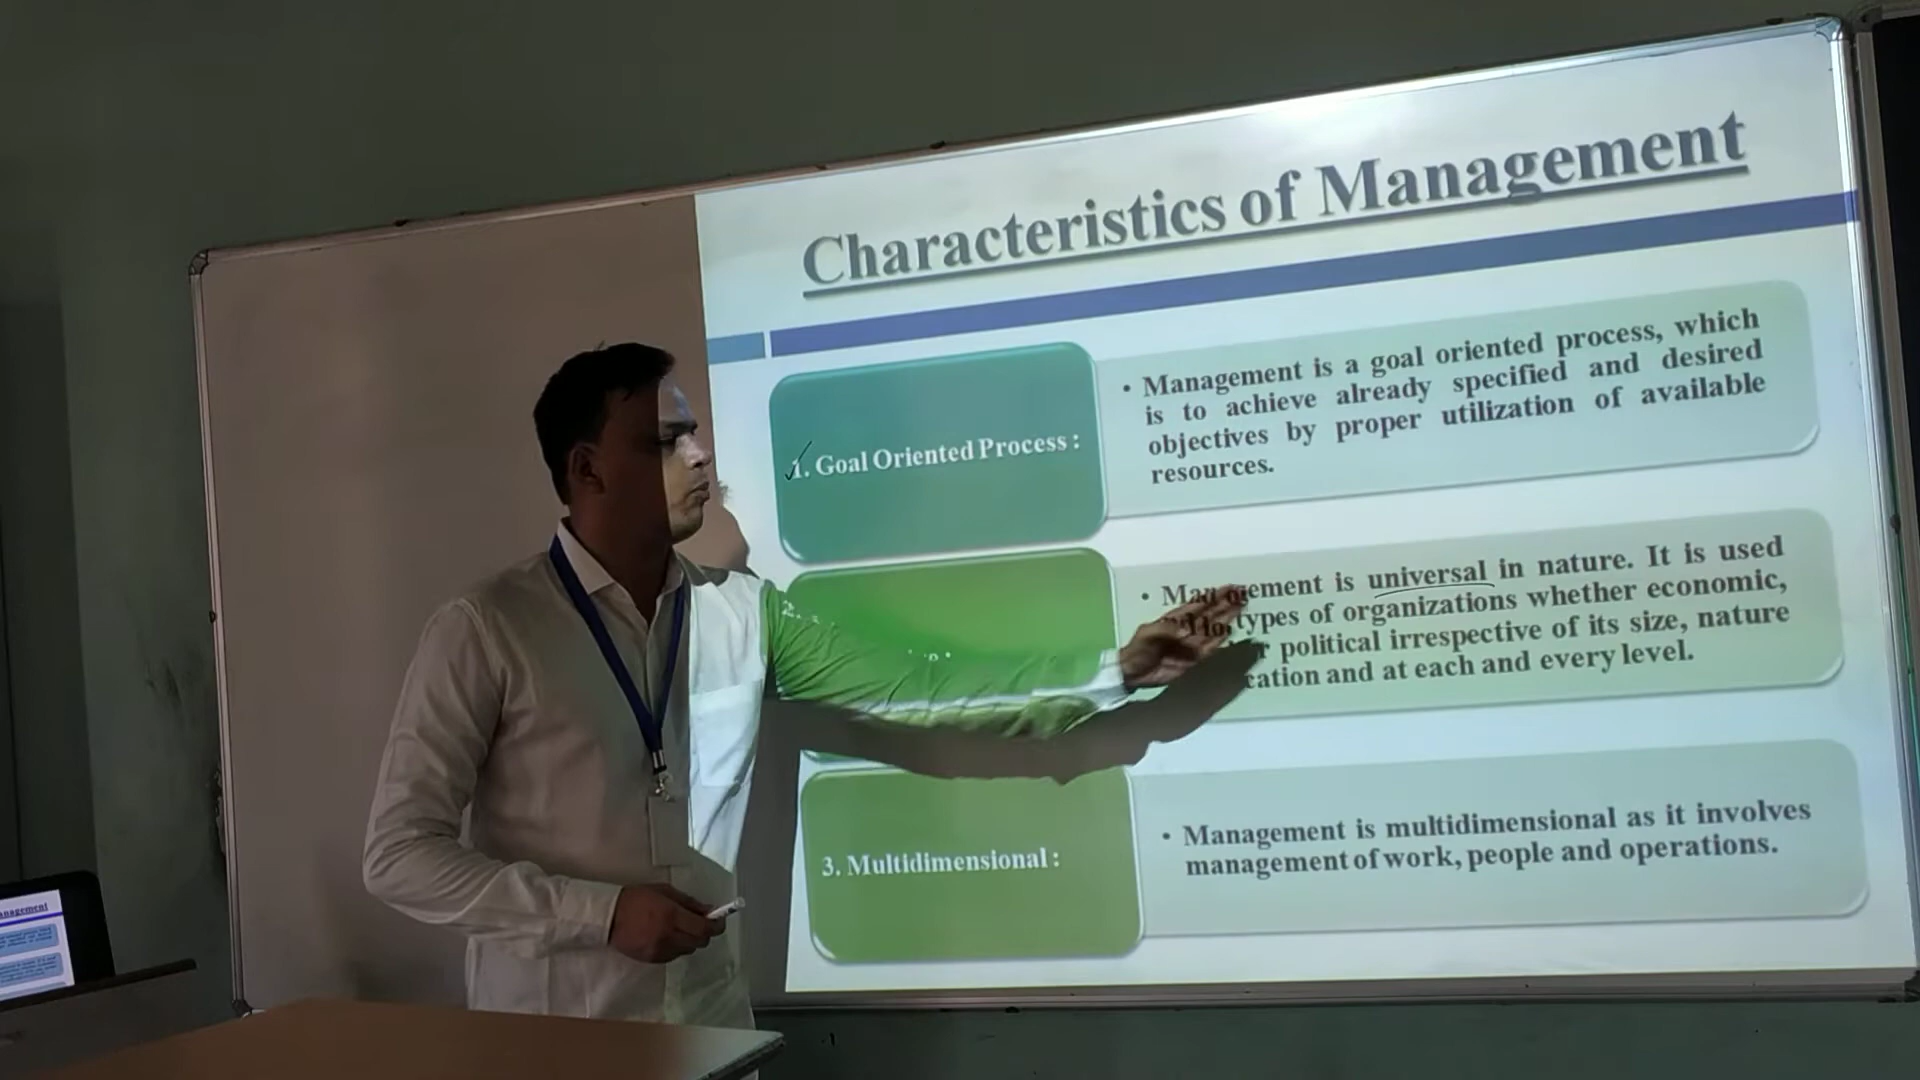 Characteristics of Management
1. Goal Oriented Process :
• Management is a goal oriented process, which
is to achieve already specified and desired
objectives by proper utilization of available
resources.
2.
• Management is universal in nature. It is used
types of organizations whether economic,
political irrespective of its size, nature
and at each and every level.
3. Multidimensional :
• Management is multidimensional as it involves
management of work, people and operations.